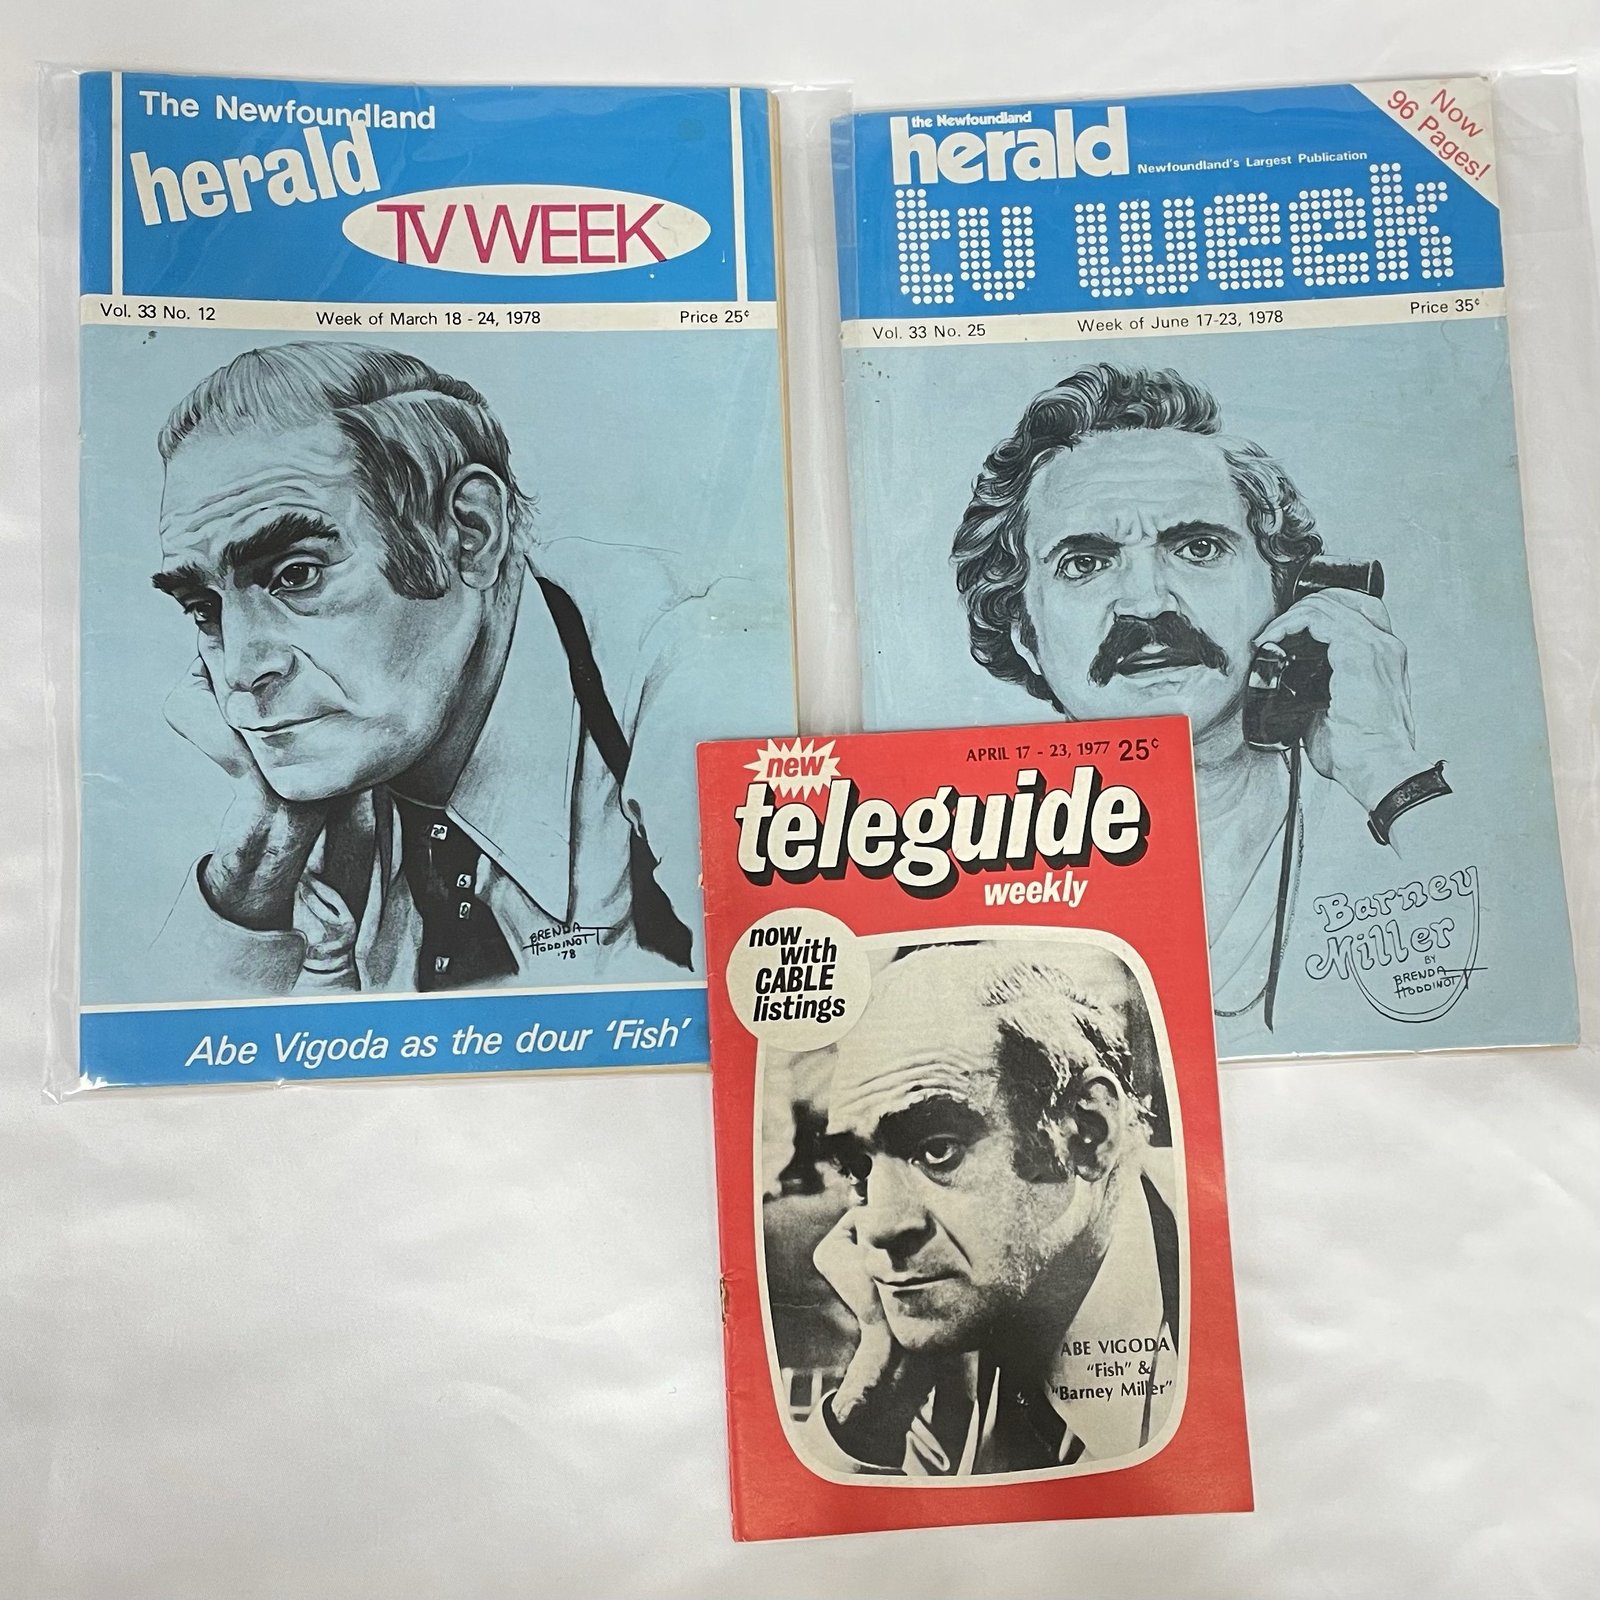 The Newfoundland
herald
TV WEEK
Vol. 33 No. 12 Week of March 18 - 24, 1978 Price 25¢
BRENDA
HODDINOTT
'78
Abe Vigoda as the dour 'Fish'
the Newfoundland
herald
Newfoundland's Largest Publication
Now
96 Pages!
tv week
Vol. 33 No. 25 Week of June 17-23, 1978 Price 35¢
Barney
Miller
BY
BRENDA
HODDINOTT
new
APRIL 17 - 23, 1977 25¢
teleguide
weekly
now
with
CABLE
listings
ABE VIGODA
"Fish" &
"Barney Miller"